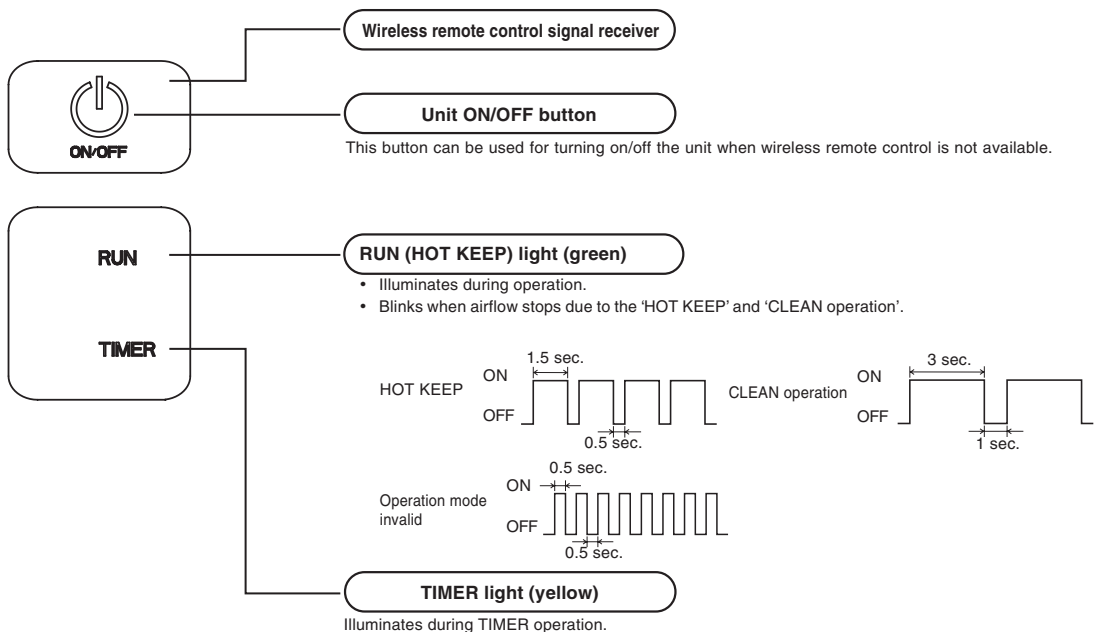 Wireless remote control signal receiver
ON/OFF
Unit ON/OFF button
This button can be used for turning on/off the unit when wireless remote control is not available.
RUN
TIMER
RUN (HOT KEEP) light (green)
• Illuminates during operation.
• Blinks when airflow stops due to the ‘HOT KEEP’ and ‘CLEAN operation’.
HOT KEEP
ON
OFF
1.5 sec.
0.5 sec.
CLEAN operation
ON
OFF
3 sec.
1 sec.
Operation mode
invalid
ON
OFF
0.5 sec.
0.5 sec.
TIMER light (yellow)
Illuminates during TIMER operation.